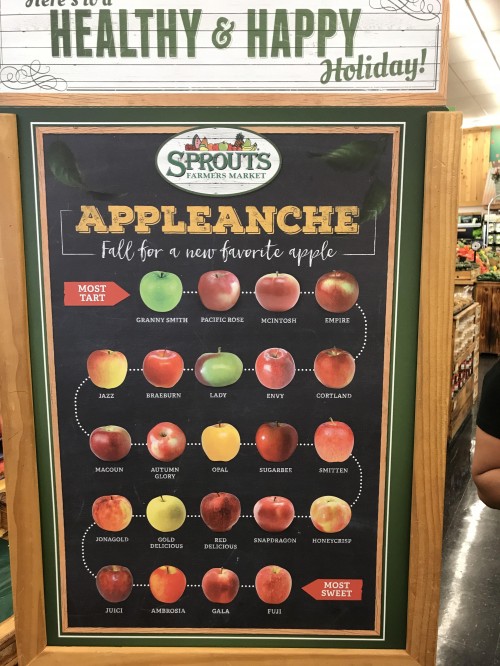 Here's to a
HEALTHY & HAPPY
Holiday!
SPROUTS
FARMERS MARKET
APPLEANCHE
Fall for a new favorite apple
MOST TART
GRANNY SMITH PACIFIC ROSE MCINTOSH EMPIRE
JAZZ BRAEBURN LADY ENVY CORTLAND
MACOUN AUTUMN GLORY OPAL SUGARBEE SMITTEN
JONAGOLD GOLD DELICIOUS RED DELICIOUS SNAPDRAGON HONEYCRISP
JUICI AMBROSIA GALA FUJI
MOST SWEET